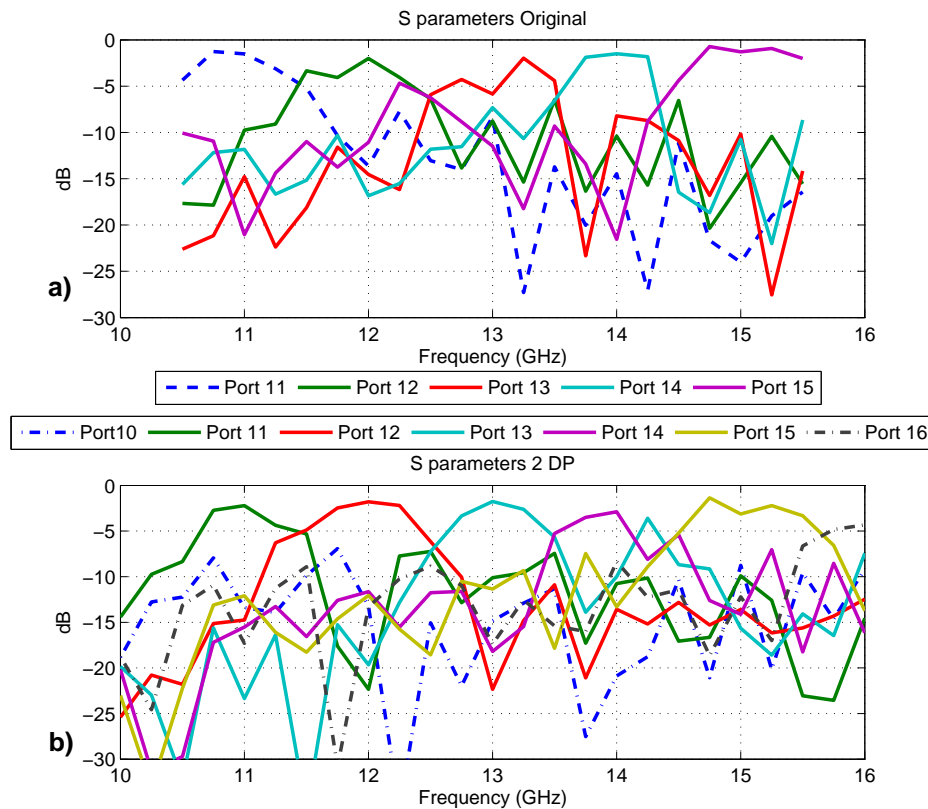 S parameters Original
0
−5
−10
−15
−20
−25
−30
dB
a)
10 11 12 13 14 15 16
Frequency (GHz)
Port 11 Port 12 Port 13 Port 14 Port 15
Port10 Port 11 Port 12 Port 13 Port 14 Port 15 Port 16
S parameters 2 DP
0
−5
−10
−15
−20
−25
−30
dB
b)
10 11 12 13 14 15 16
Frequency (GHz)